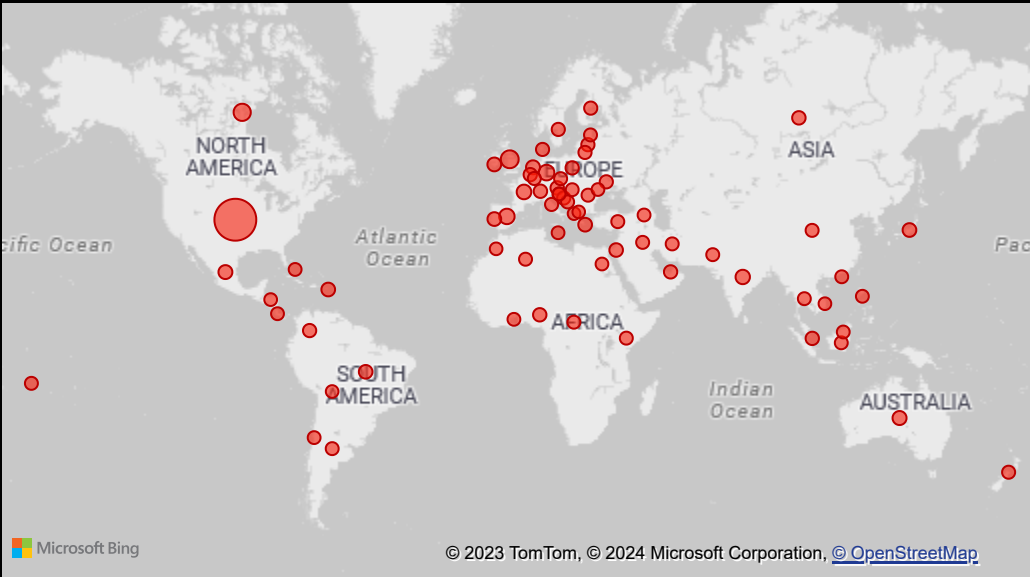 NORTH
AMERICA
EUROPE
ASIA
cific Ocean
Atlantic
Ocean
Pac
AFRICA
SOUTH
AMERICA
Indian
Ocean
AUSTRALIA
Microsoft Bing
© 2023 TomTom, © 2024 Microsoft Corporation, © OpenStreetMap